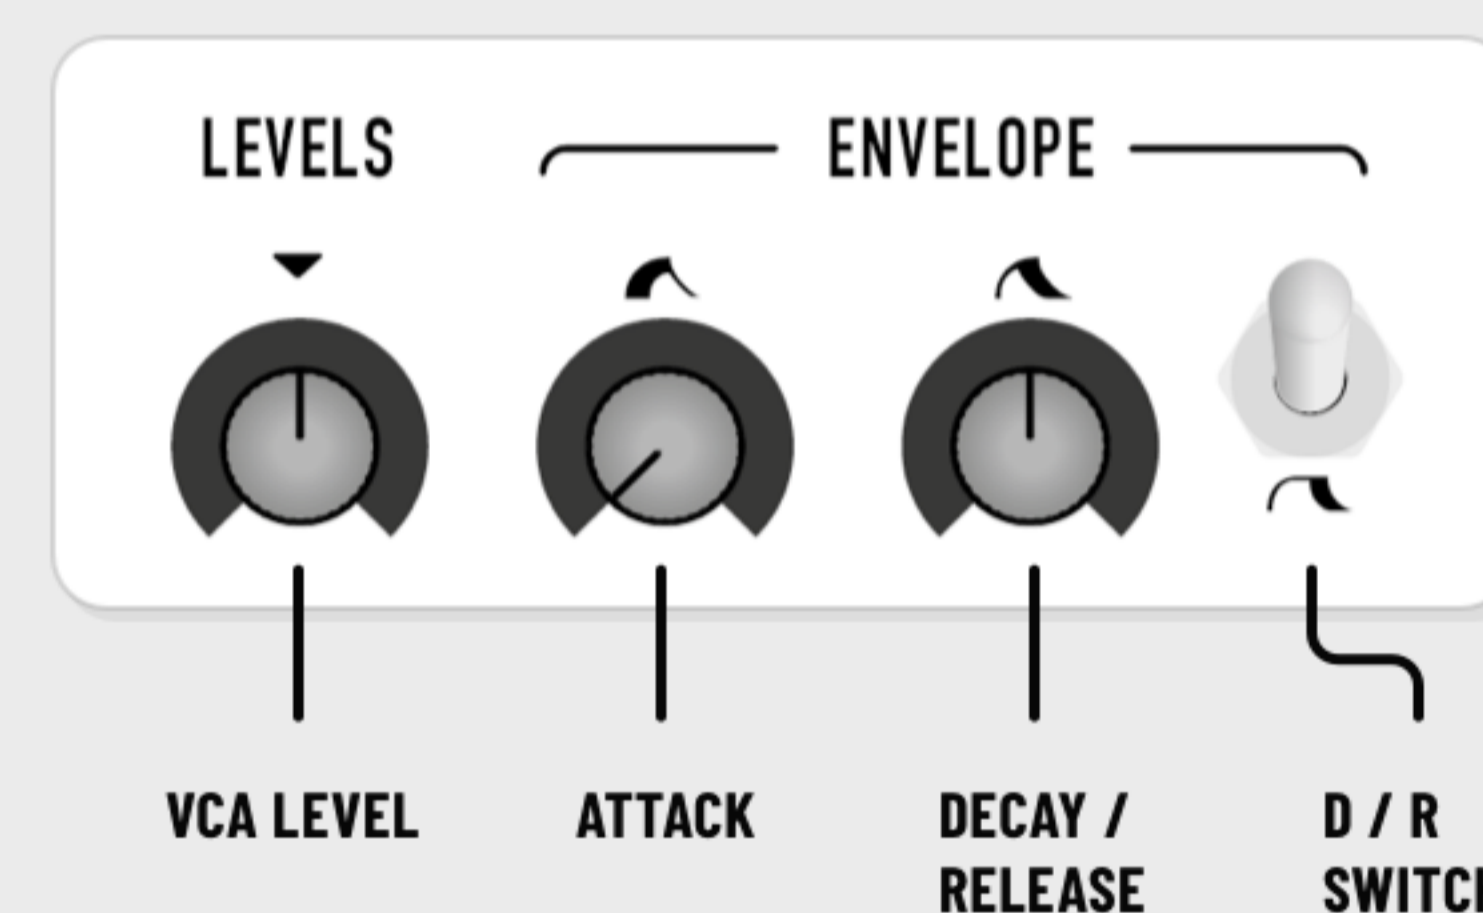 LEVELS
ENVELOPE
VCA LEVEL
ATTACK
DECAY /
RELEASE
D / R